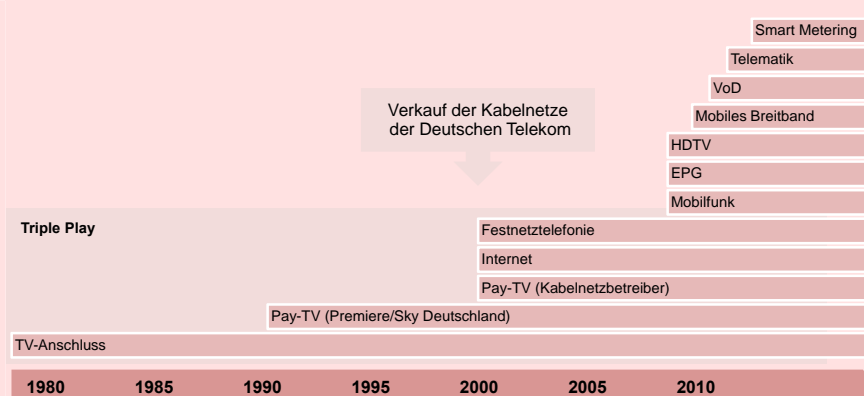 Smart Metering
Telematik
VoD
Verkauf der Kabelnetze
der Deutschen Telekom
Mobiles Breitband
HDTV
EPG
Mobilfunk
Triple Play
Festnetztelefonie
Internet
Pay-TV (Kabelnetzbetreiber)
Pay-TV (Premiere/Sky Deutschland)
TV-Anschluss
1980 1985 1990 1995 2000 2005 2010